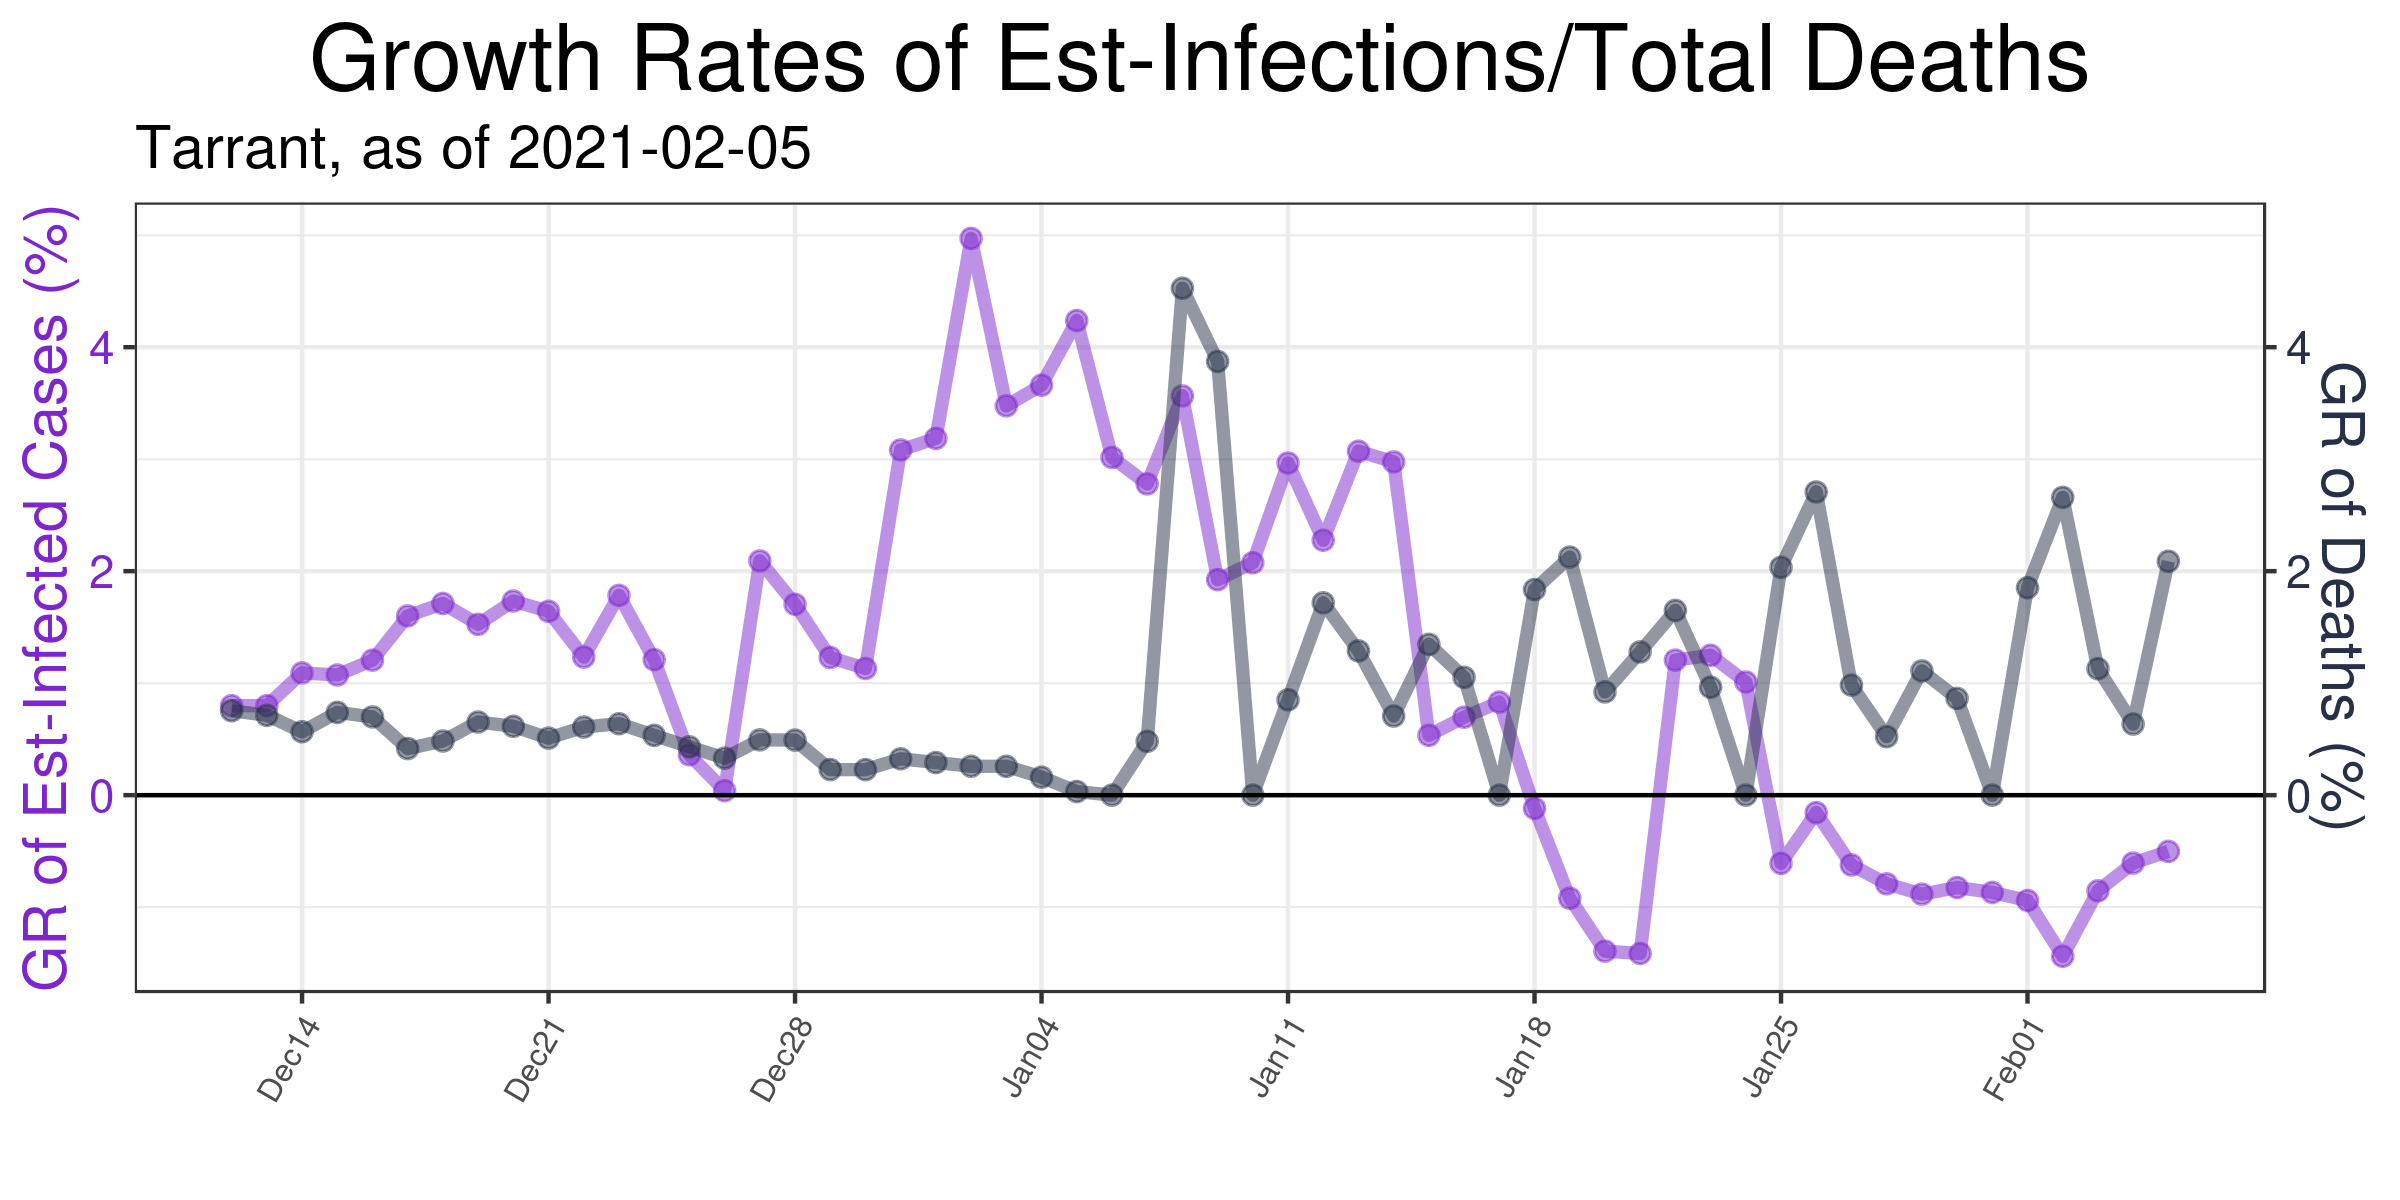 Growth Rates of Est-Infections/Total Deaths
Tarrant, as of 2021-02-05
GR of Est-Infected Cases (%)
4
2
0
4
2
0
GR of Deaths (%)
Dec14
Dec21
Dec28
Jan04
Jan11
Jan18
Jan25
Feb01